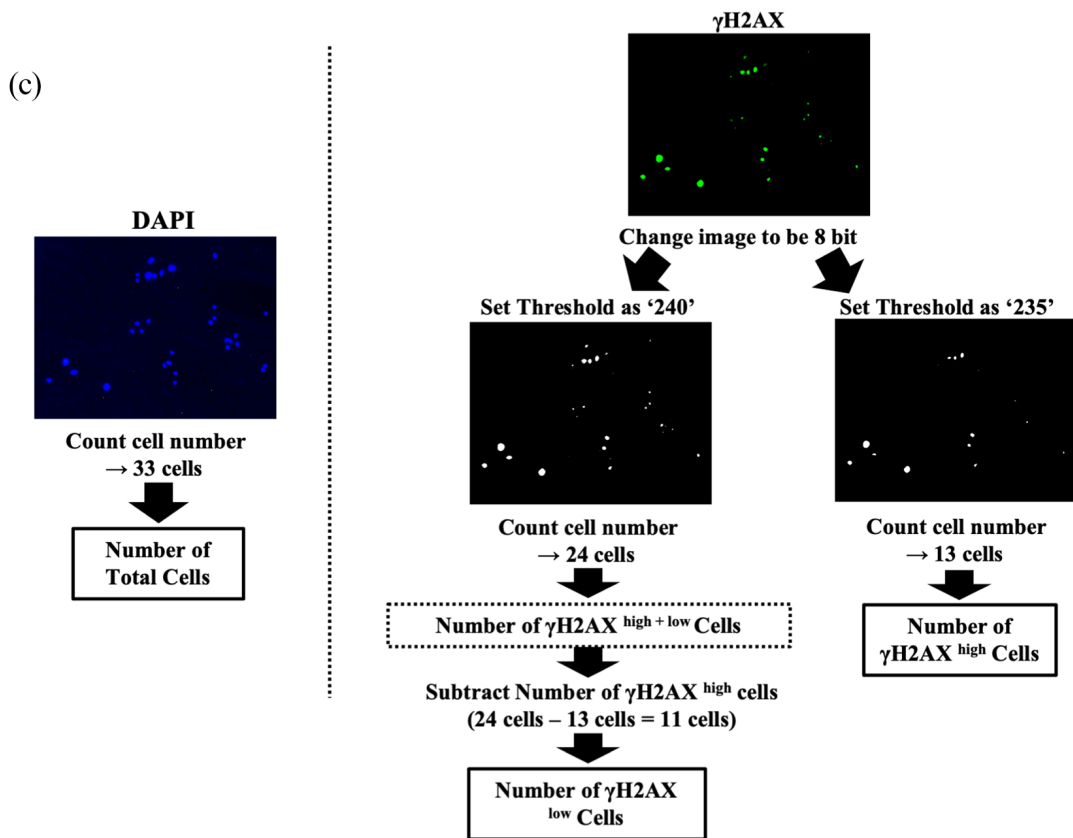 (c)
DAPI
Count cell number
→ 33 cells
Number of
Total Cells
γH2AX
Change image to be 8 bit
Set Threshold as ‘240’
Count cell number
→ 24 cells
Number of γH2AX high + low Cells
Subtract Number of γH2AX high cells
(24 cells – 13 cells = 11 cells)
Number of γH2AX
low Cells
Set Threshold as ‘235’
Count cell number
→ 13 cells
Number of
γH2AX high Cells